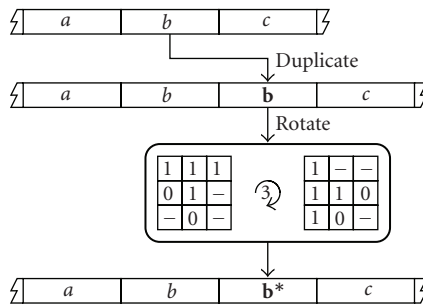 a b c
Duplicate
a b b c
Rotate
1 1 1 1 – –
0 1 – 3 1 1 0
– 0 – 1 0 –
a b b* c